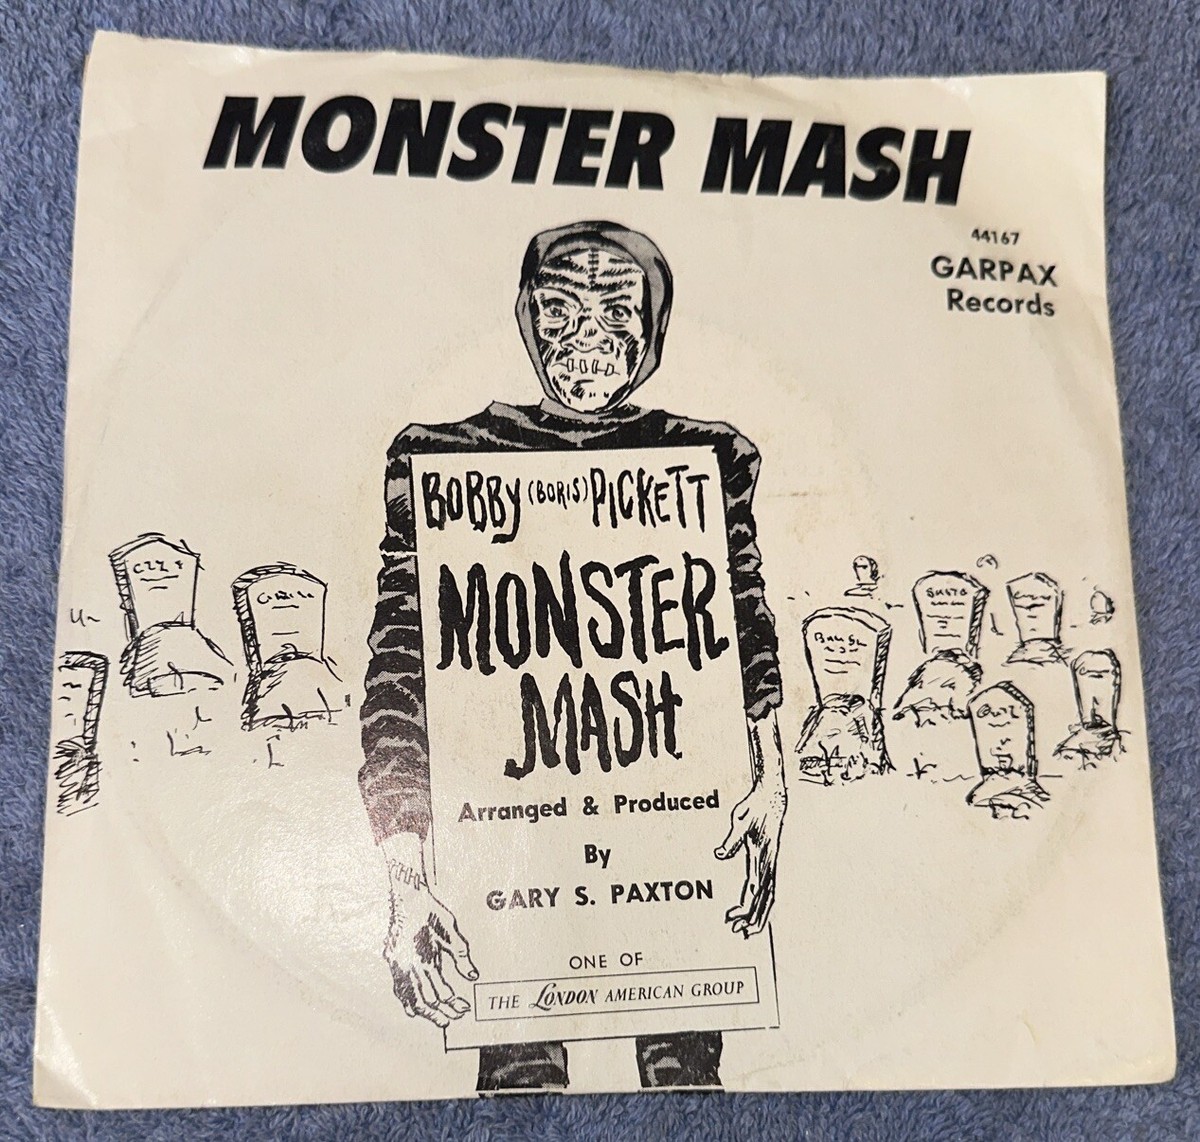 MONSTER MASH
44167
GARPAX
Records
BOBBY (BORIS) PICKETT
MONSTER
MASH
Arranged & Produced
By
GARY S. PAXTON
ONE OF
THE LONDON AMERICAN GROUP